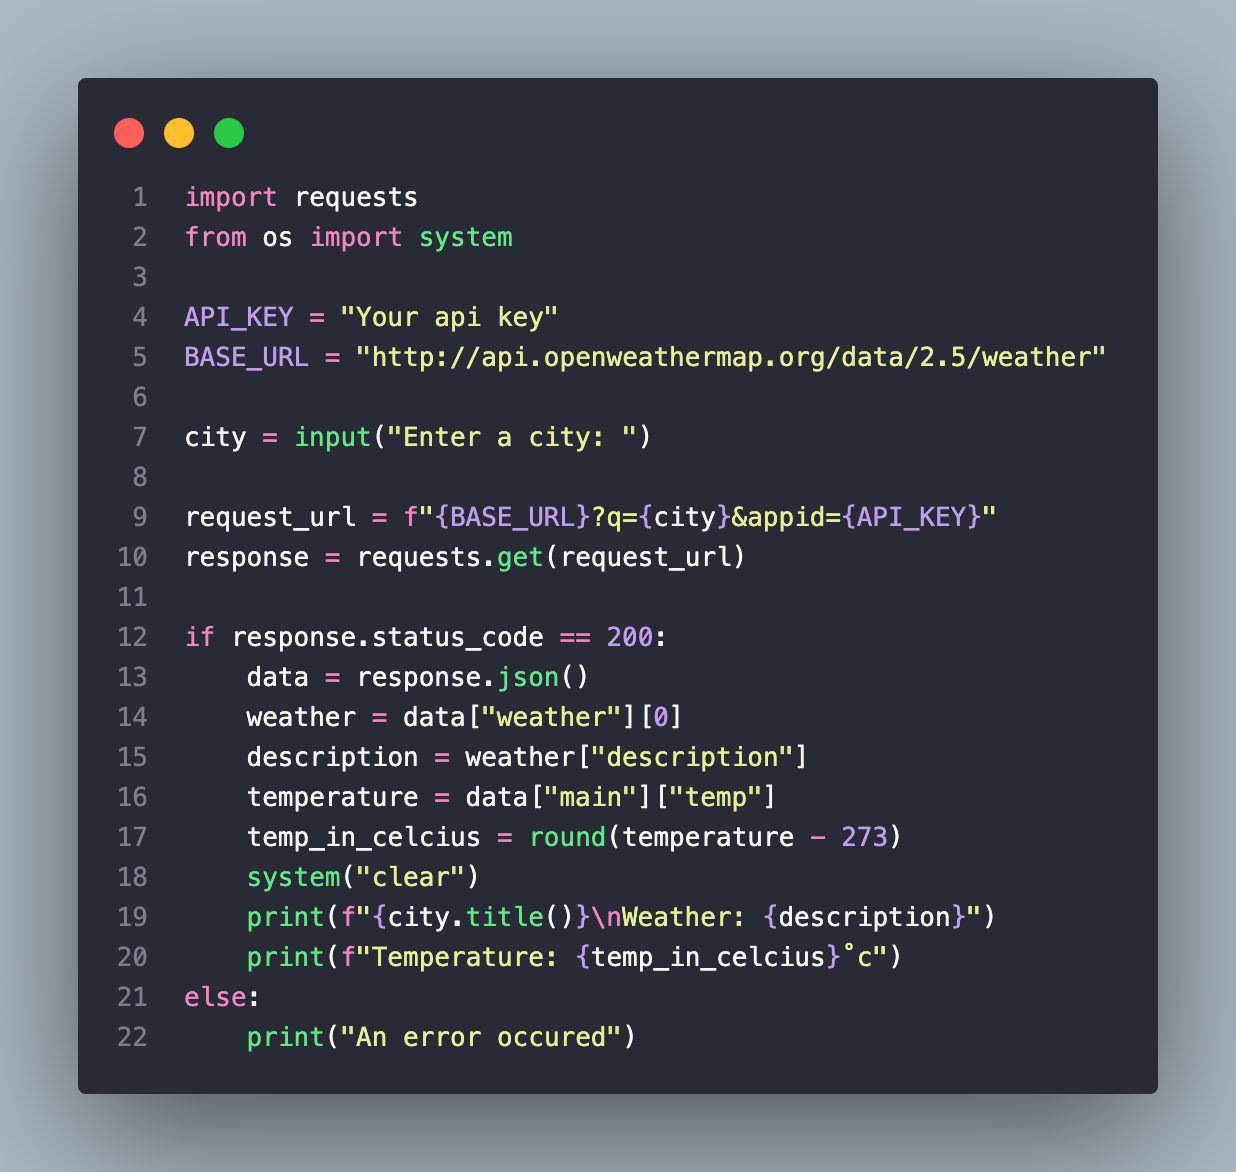 1 import requests
2 from os import system
3
4 API_KEY = "Your api key"
5 BASE_URL = "http://api.openweathermap.org/data/2.5/weather"
6
7 city = input("Enter a city: ")
8
9 request_url = f"{BASE_URL}?q={city}&appid={API_KEY}"
10 response = requests.get(request_url)
11
12 if response.status_code == 200:
13     data = response.json()
14     weather = data["weather"][0]
15     description = weather["description"]
16     temperature = data["main"]["temp"]
17     temp_in_celcius = round(temperature - 273)
18     system("clear")
19     print(f"{city.title()}\nWeather: {description}")
20     print(f"Temperature: {temp_in_celcius}˚c")
21 else:
22     print("An error occured")